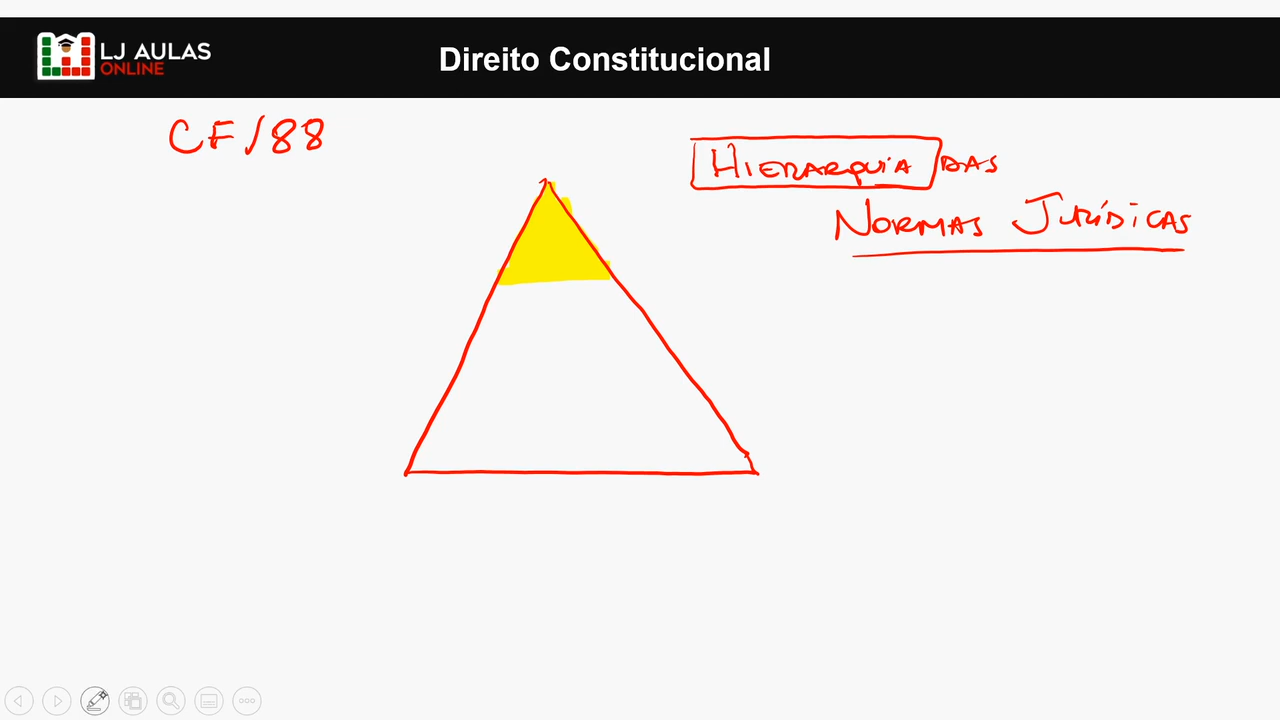 LJ AULAS
ONLINE
Direito Constitucional
CF/88
HIERARQUIA DAS
NORMAS JURÍDICAS